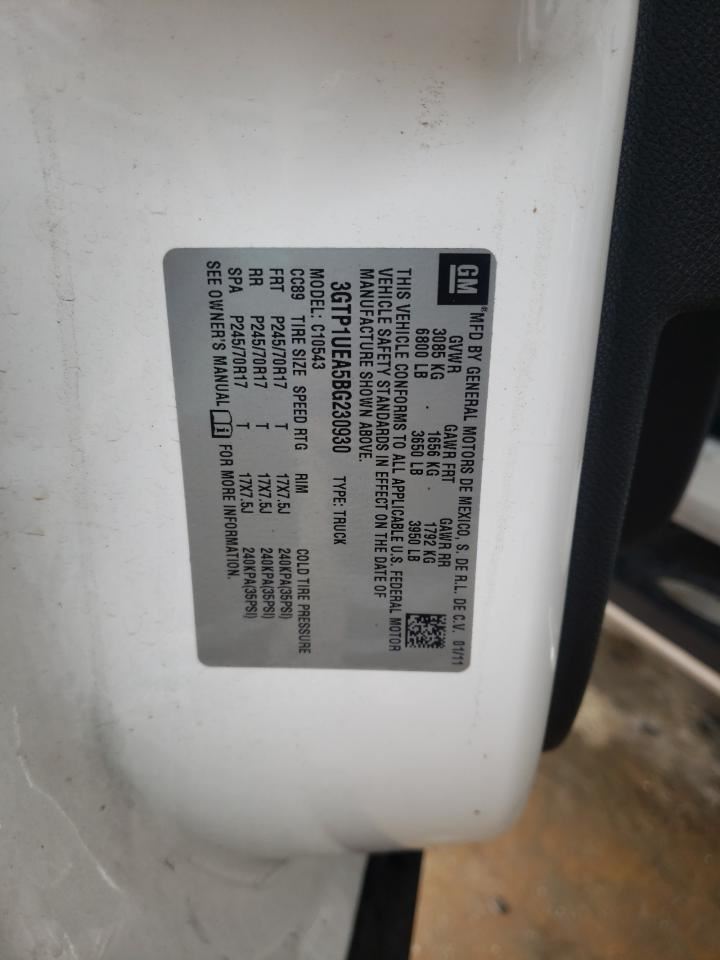 GM® MFD BY GENERAL MOTORS DE MEXICO, S. DE R.L. DE C.V. 01/11
GVWR GAWR FRT GAWR RR
3085 KG 1656 KG 1792 KG
6800 LB 3650 LB 3950 LB
THIS VEHICLE CONFORMS TO ALL APPLICABLE U.S. FEDERAL MOTOR
VEHICLE SAFETY STANDARDS IN EFFECT ON THE DATE OF
MANUFACTURE SHOWN ABOVE.
3GTP1UEA5BG230930 TYPE: TRUCK
MODEL: C10543
CC89 TIRE SIZE SPEED RTG RIM COLD TIRE PRESSURE
FRT P245/70R17 T 17X7.5J 240KPA(35PSI)
RR P245/70R17 T 17X7.5J 240KPA(35PSI)
SPA P245/70R17 T 17X7.5J 240KPA(35PSI)
SEE OWNER'S MANUAL FOR MORE INFORMATION.